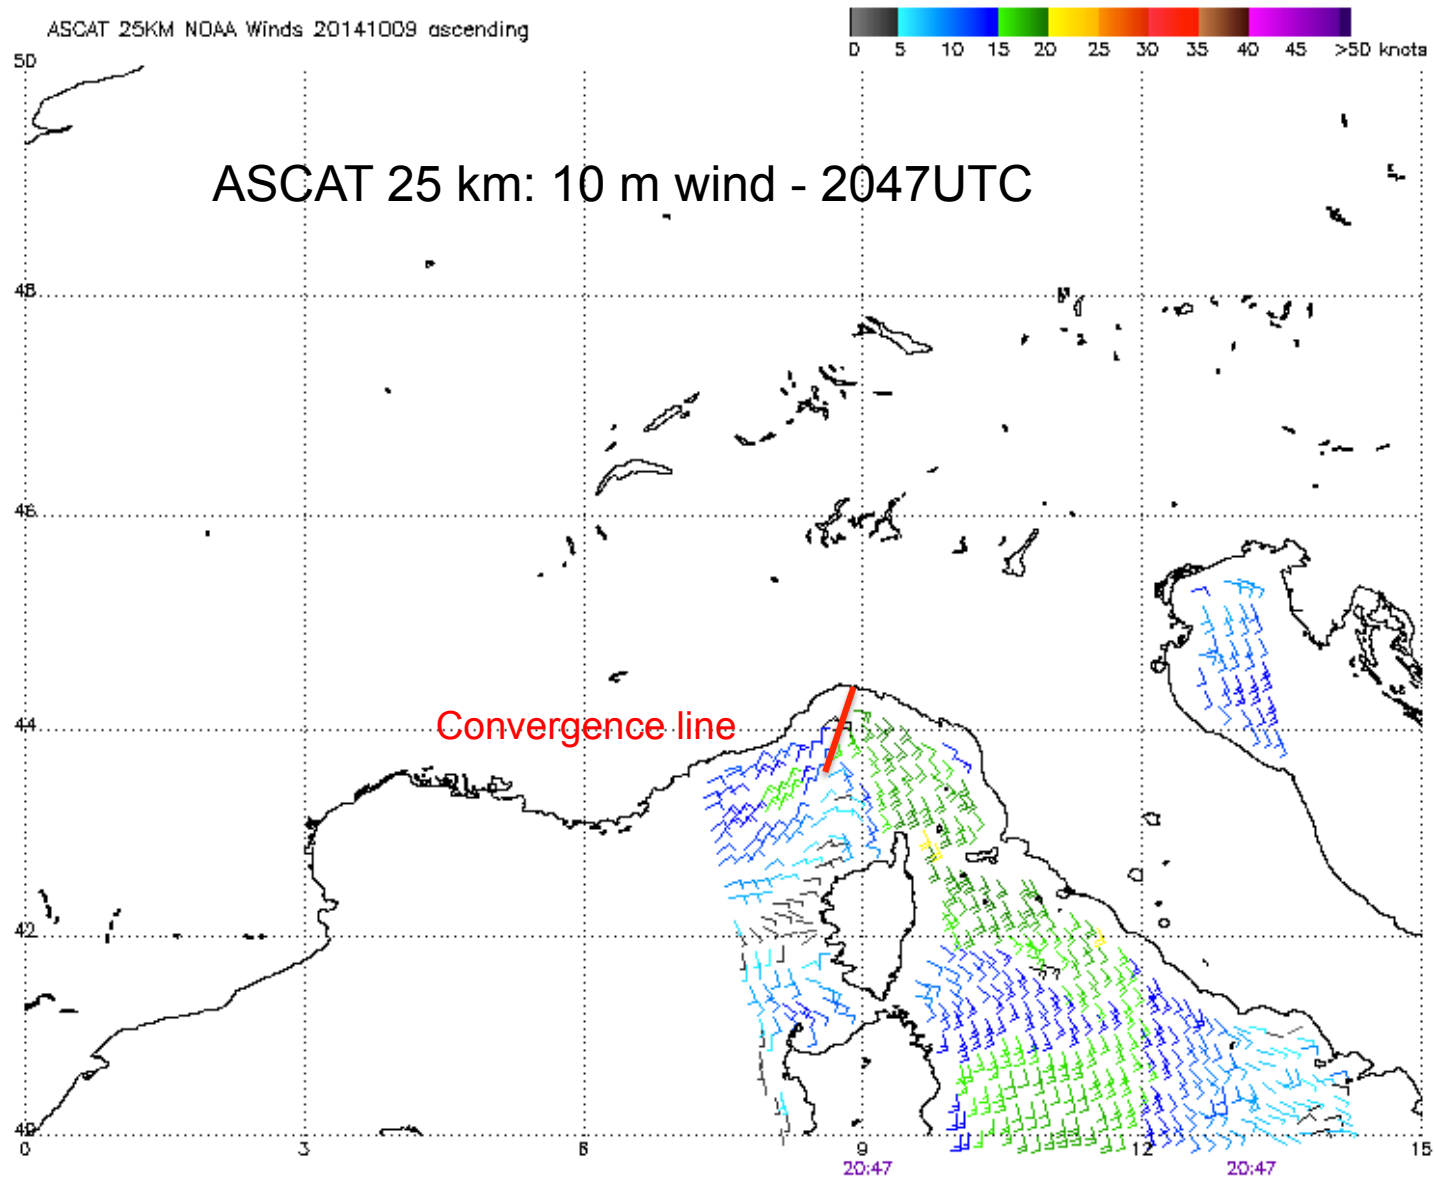 ASCAT 25KM NOAA Winds 20141009 ascending
0 5 10 15 20 25 30 35 40 45 >50 knots
50
ASCAT 25 km: 10 m wind - 2047UTC
48
46
44
Convergence line
42
40
0 3 6 9 12 15
20:47 20:47